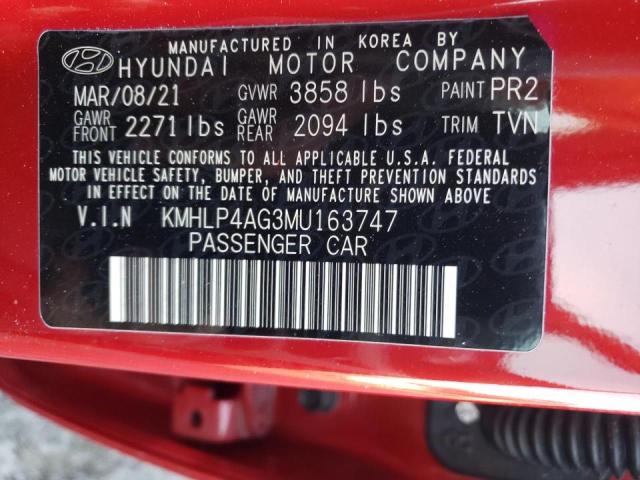 MANUFACTURED IN KOREA BY
HYUNDAI MOTOR COMPANY
MAR/08/21 GVWR 3858 lbs PAINT PR2
GAWR FRONT 2271 lbs GAWR REAR 2094 lbs TRIM TVN
THIS VEHICLE CONFORMS TO ALL APPLICABLE U.S.A. FEDERAL
MOTOR VEHICLE SAFETY, BUMPER, AND THEFT PREVENTION STANDARDS
IN EFFECT ON THE DATE OF MANUFACTURE SHOWN ABOVE
V.I.N KMHLP4AG3MU163747
PASSENGER CAR